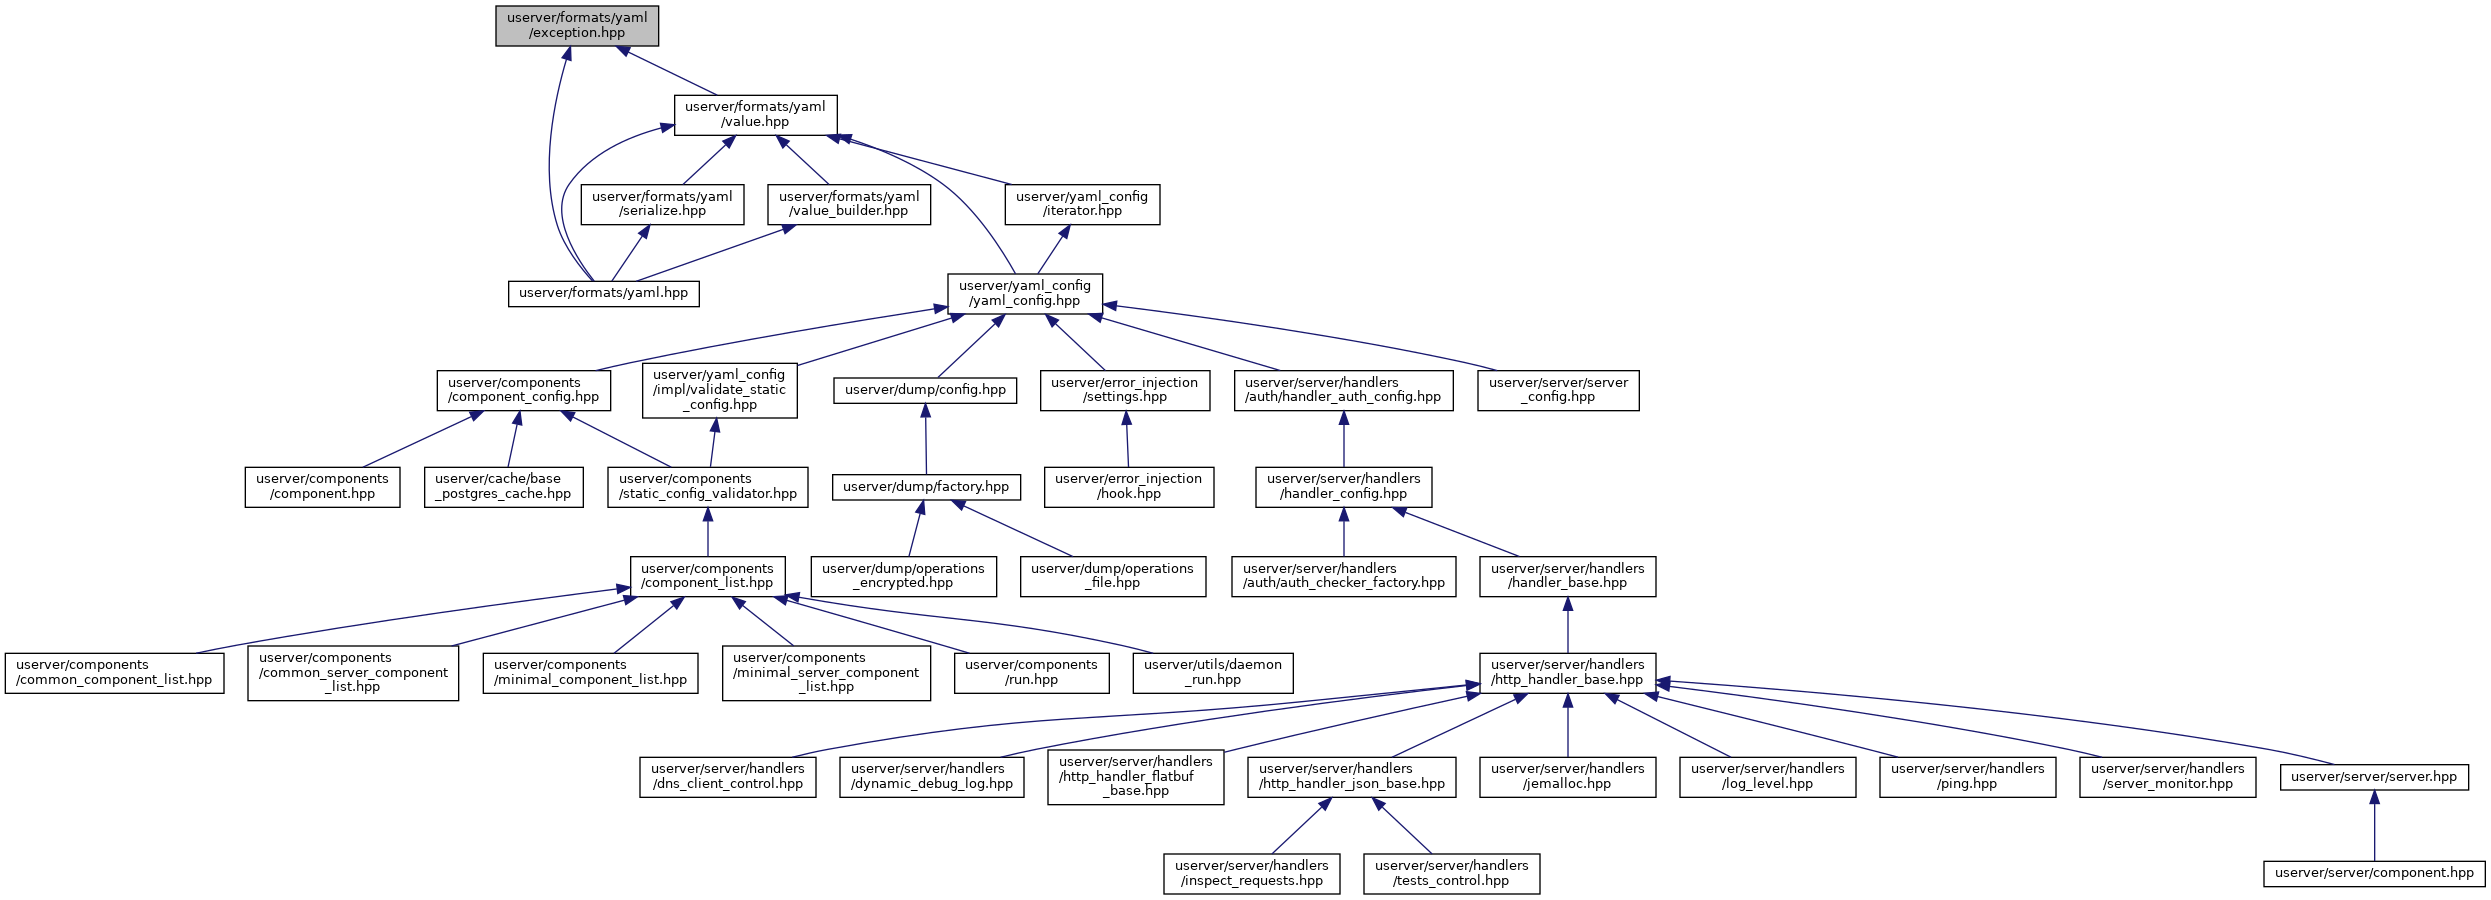 userver/formats/yaml
/exception.hpp
userver/formats/yaml
/value.hpp
userver/formats/yaml
/serialize.hpp
userver/formats/yaml
/value_builder.hpp
userver/yaml_config
/iterator.hpp
userver/formats/yaml.hpp
userver/yaml_config
/yaml_config.hpp
userver/components
/component_config.hpp
userver/yaml_config
/impl/validate_static
_config.hpp
userver/dump/config.hpp
userver/error_injection
/settings.hpp
userver/server/handlers
/auth/handler_auth_config.hpp
userver/server/server
_config.hpp
userver/components
/component.hpp
userver/cache/base
_postgres_cache.hpp
userver/components
/static_config_validator.hpp
userver/dump/factory.hpp
userver/error_injection
/hook.hpp
userver/server/handlers
/handler_config.hpp
userver/components
/component_list.hpp
userver/dump/operations
_encrypted.hpp
userver/dump/operations
_file.hpp
userver/server/handlers
/auth/auth_checker_factory.hpp
userver/server/handlers
/handler_base.hpp
userver/components
/common_component_list.hpp
userver/components
/common_server_component
_list.hpp
userver/components
/minimal_component_list.hpp
userver/components
/minimal_server_component
_list.hpp
userver/components
/run.hpp
userver/utils/daemon
_run.hpp
userver/server/handlers
/http_handler_base.hpp
userver/server/handlers
/dns_client_control.hpp
userver/server/handlers
/dynamic_debug_log.hpp
userver/server/handlers
/http_handler_flatbuf
_base.hpp
userver/server/handlers
/http_handler_json_base.hpp
userver/server/handlers
/jemalloc.hpp
userver/server/handlers
/log_level.hpp
userver/server/handlers
/ping.hpp
userver/server/handlers
/server_monitor.hpp
userver/server/server.hpp
userver/server/handlers
/inspect_requests.hpp
userver/server/handlers
/tests_control.hpp
userver/server/component.hpp